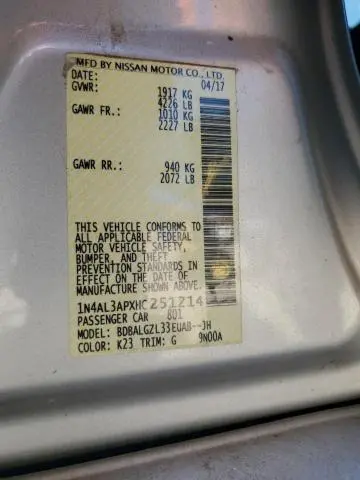 MFD BY NISSAN MOTOR CO., LTD.
DATE: 04/17
GVWR: 1917 KG
4226 LB
GAWR FR.: 1010 KG
2227 LB
GAWR RR.: 940 KG
2072 LB
THIS VEHICLE CONFORMS TO
ALL APPLICABLE FEDERAL
MOTOR VEHICLE SAFETY,
BUMPER, AND THEFT
PREVENTION STANDARDS
IN EFFECT ON THE DATE OF
MANUFACTURE SHOWN ABOVE.
1N4AL3APXHC251214
PASSENGER CAR 801
MODEL: BDBALGZL33EUAB--JH
COLOR: K23 TRIM: G 9N00A